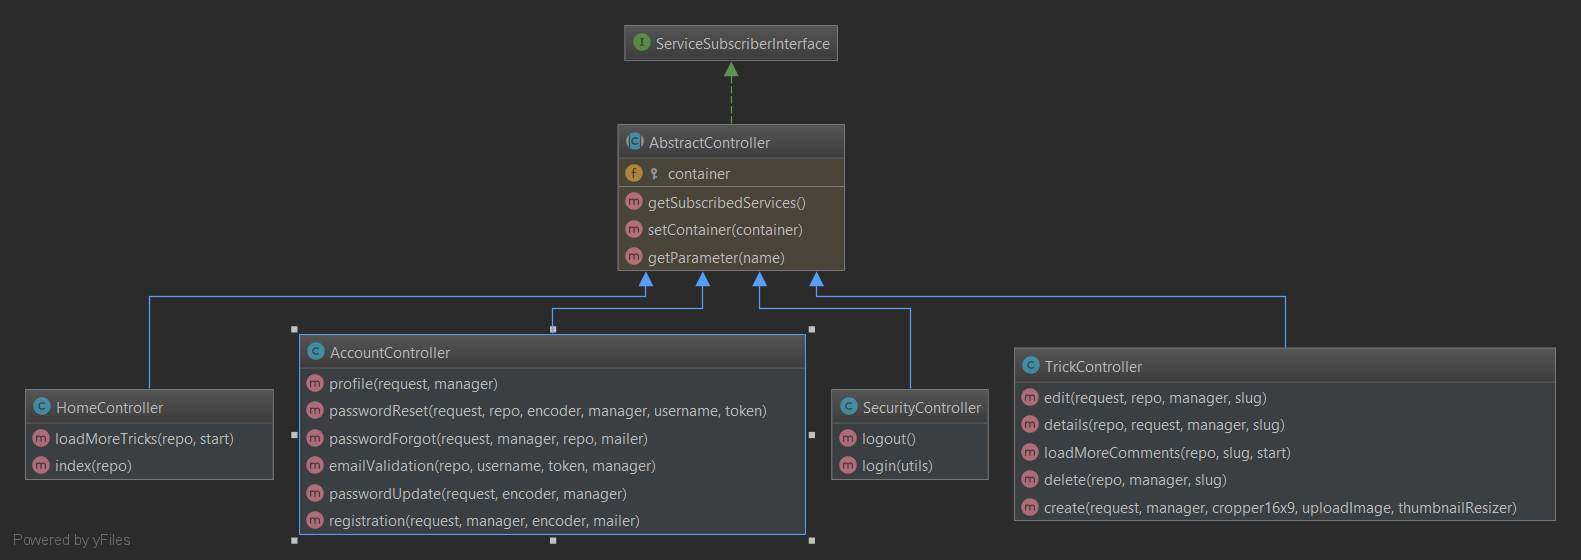 I ServiceSubscriberInterface
C AbstractController
f container
m getSubscribedServices()
m setContainer(container)
m getParameter(name)
C HomeController
m loadMoreTricks(repo, start)
m index(repo)
C AccountController
m profile(request, manager)
m passwordReset(request, repo, encoder, manager, username, token)
m passwordForgot(request, manager, repo, mailer)
m emailValidation(repo, username, token, manager)
m passwordUpdate(request, encoder, manager)
m registration(request, manager, encoder, mailer)
C SecurityController
m logout()
m login(utils)
C TrickController
m edit(request, repo, manager, slug)
m details(repo, request, manager, slug)
m loadMoreComments(repo, slug, start)
m delete(repo, manager, slug)
m create(request, manager, cropper16x9, uploadImage, thumbnailResizer)
Powered by yFiles